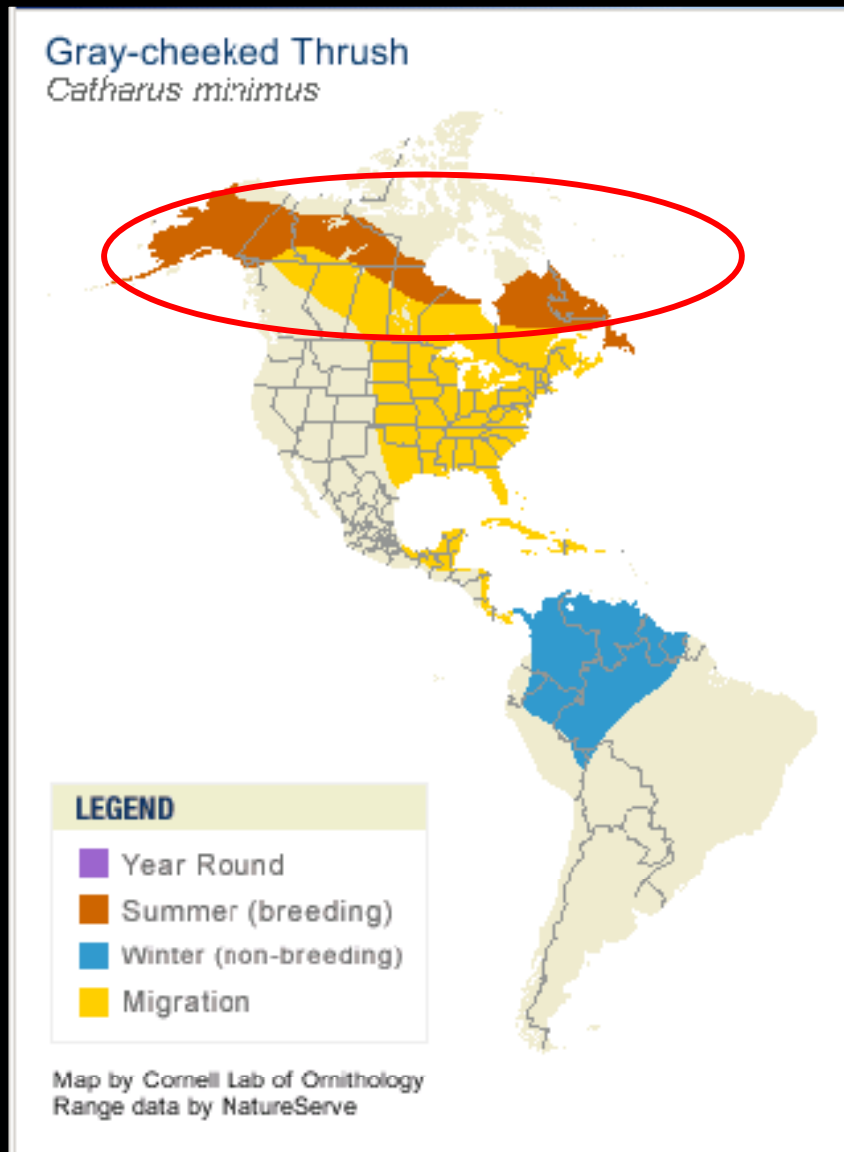 Gray-cheeked Thrush
Catharus minimus
LEGEND
Year Round
Summer (breeding)
Winter (non-breeding)
Migration
Map by Cornell Lab of Ornithology
Range data by NatureServe